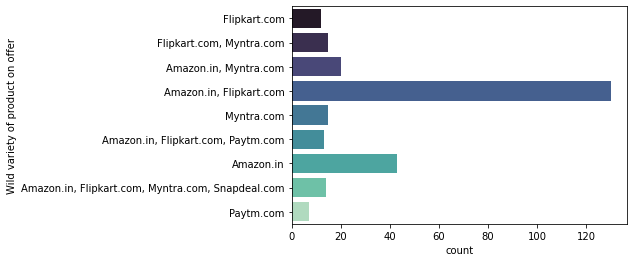 Wild variety of product on offer
Flipkart.com
Flipkart.com, Myntra.com
Amazon.in, Myntra.com
Amazon.in, Flipkart.com
Myntra.com
Amazon.in, Flipkart.com, Paytm.com
Amazon.in
Amazon.in, Flipkart.com, Myntra.com, Snapdeal.com
Paytm.com
0 20 40 60 80 100 120
count